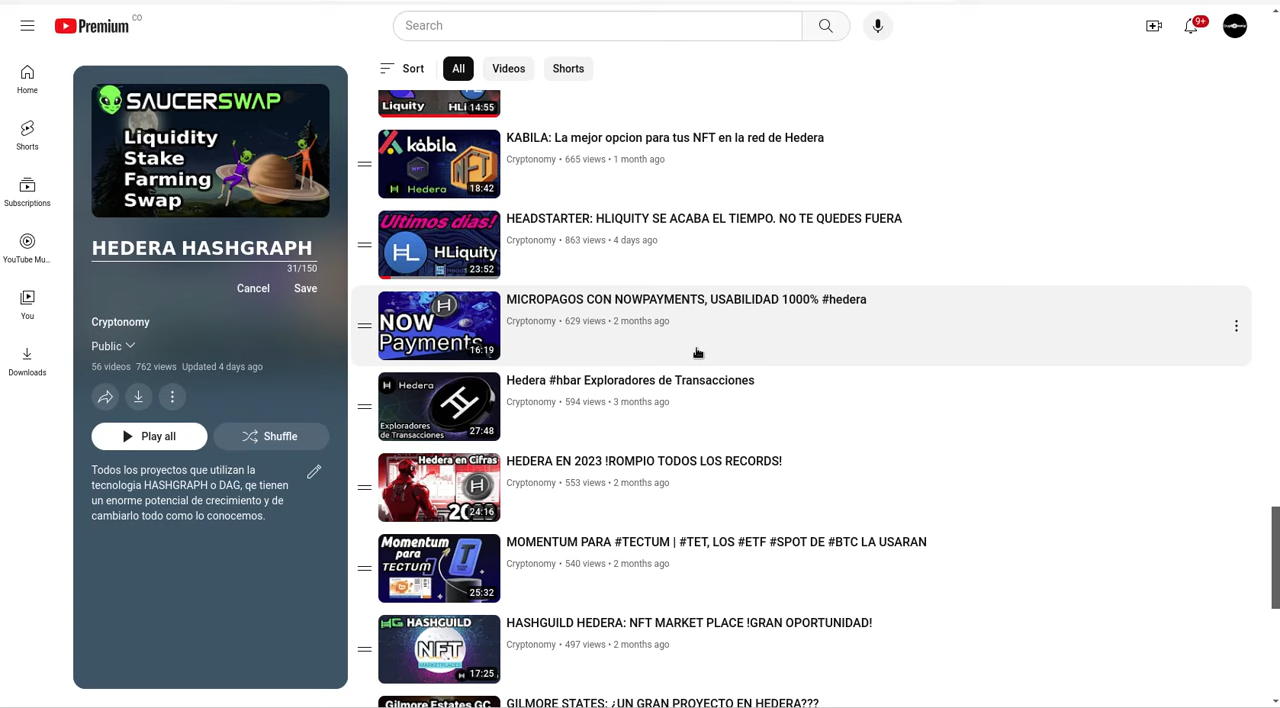 Premium CO
Search
9+
Home
Shorts
Subscriptions
YouTube Mu...
You
Downloads
SAUCERSWAP
Liquidity
Stake
Farming
Swap
HEDERA HASHGRAPH
31/150
Cancel Save
Cryptonomy
Public
56 videos 762 views Updated 4 days ago
Play all
Shuffle
Todos los proyectos que utilizan la
tecnologia HASHGRAPH o DAG, qe tienen
un enorme potencial de crecimiento y de
cambiarlo todo como lo conocemos.
Sort
All
Videos
Shorts
Liquity
14:55
kábila
NFT
NFT
Hedera
18:42
KABILA: La mejor opcion para tus NFT en la red de Hedera
Cryptonomy • 665 views • 1 month ago
Ultimos dias!
HLiquity
23:52
HEADSTARTER: HLIQUITY SE ACABA EL TIEMPO. NO TE QUEDES FUERA
Cryptonomy • 863 views • 4 days ago
NOW
Payments
16:19
MICROPAGOS CON NOWPAYMENTS, USABILIDAD 1000% #hedera
Cryptonomy • 629 views • 2 months ago
Hedera
Exploradores
de Transacciones
27:48
Hedera #hbar Exploradores de Transacciones
Cryptonomy • 594 views • 3 months ago
Hedera en Cifras
24:16
HEDERA EN 2023 !ROMPIO TODOS LOS RECORDS!
Cryptonomy • 553 views • 2 months ago
Momentum
para
TECTUM
25:32
MOMENTUM PARA #TECTUM | #TET, LOS #ETF #SPOT DE #BTC LA USARAN
Cryptonomy • 540 views • 2 months ago
HASHGUILD
NFT
MARKETPLACES
17:25
HASHGUILD HEDERA: NFT MARKET PLACE !GRAN OPORTUNIDAD!
Cryptonomy • 497 views • 2 months ago
Gilmore Estates GC
GILMORE STATES: ¿UN GRAN PROYECTO EN HEDERA???